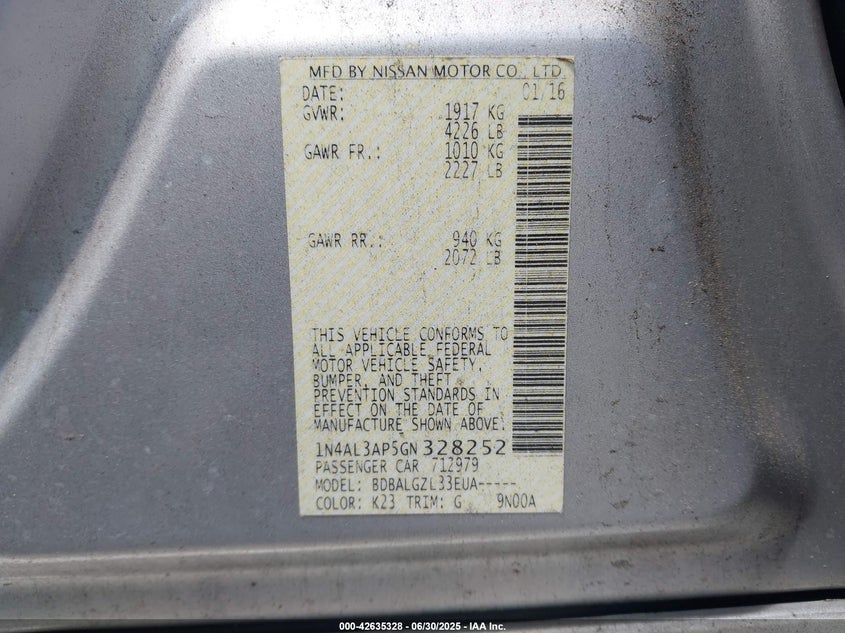 MFD BY NISSAN MOTOR CO., LTD.
DATE: 01/16
GVWR: 1917 KG
4226 LB
GAWR FR.: 1010 KG
2227 LB
GAWR RR.: 940 KG
2072 LB
THIS VEHICLE CONFORMS TO
ALL APPLICABLE FEDERAL
MOTOR VEHICLE SAFETY,
BUMPER, AND THEFT
PREVENTION STANDARDS IN
EFFECT ON THE DATE OF
MANUFACTURE SHOWN ABOVE.
1N4AL3AP5GN328252
PASSENGER CAR 712979
MODEL: BDBALGZL33EUA-----
COLOR: K23 TRIM: G 9N00A
000-42635328 - 06/30/2025 - IAA Inc.